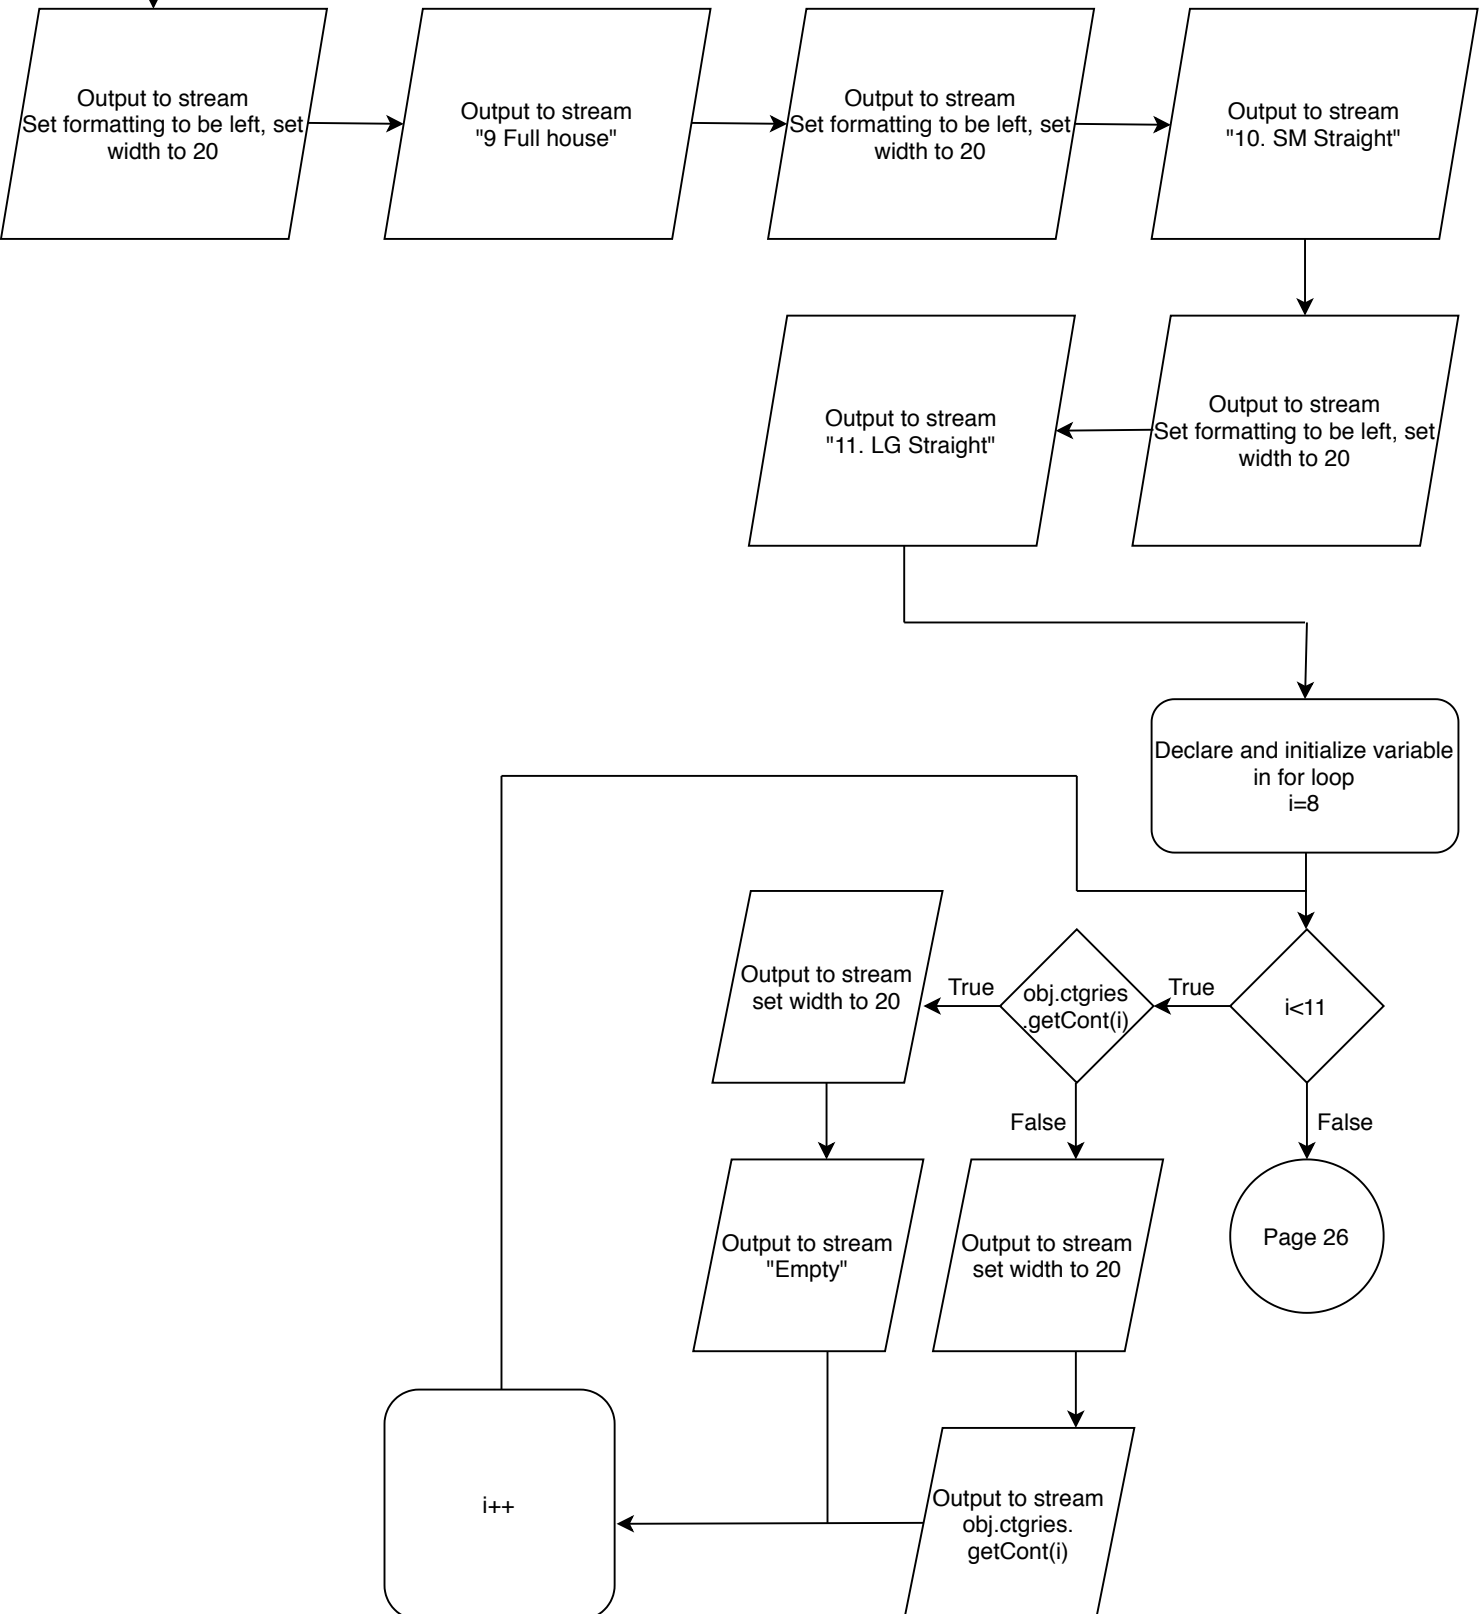 Output to stream
Set formatting to be left, set
width to 20
Output to stream
"9 Full house"
Output to stream
Set formatting to be left, set
width to 20
Output to stream
"10. SM Straight"
Output to stream
"11. LG Straight"
Output to stream
Set formatting to be left, set
width to 20
Declare and initialize variable
in for loop
i=8
Output to stream
set width to 20
True
obj.ctgries
.getCont(i)
True
i<11
False
False
Output to stream
"Empty"
Output to stream
set width to 20
Page 26
i++
Output to stream
obj.ctgries.
getCont(i)